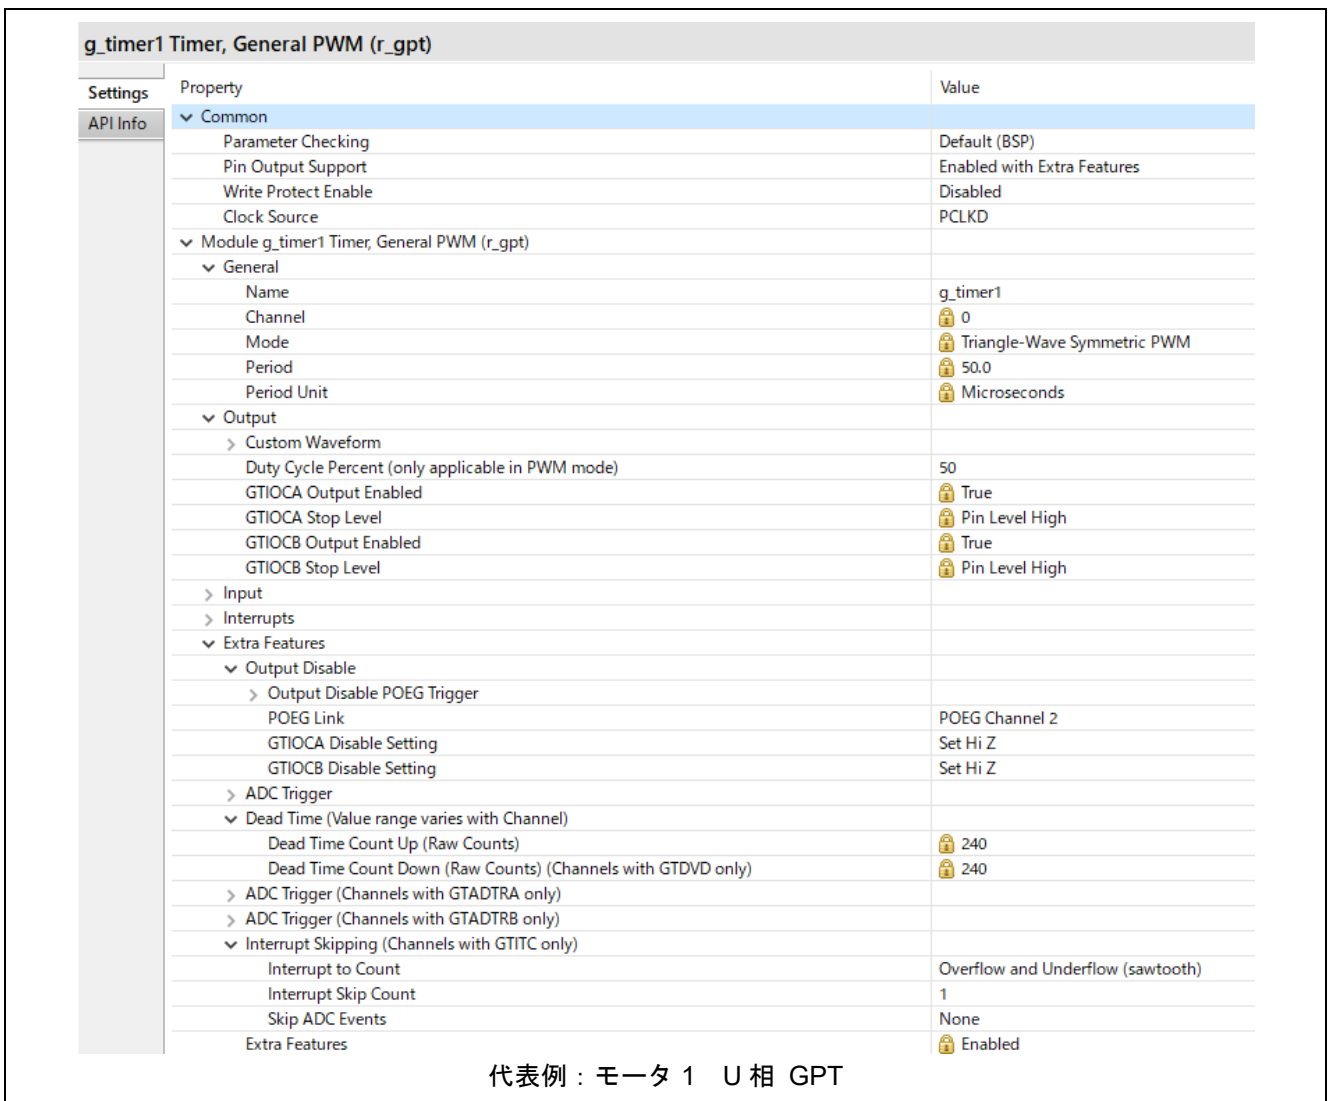 g_timer1 Timer, General PWM (r_gpt)
Settings
API Info
Property Value
Common
Parameter Checking Default (BSP)
Pin Output Support Enabled with Extra Features
Write Protect Enable Disabled
Clock Source PCLKD
Module g_timer1 Timer, General PWM (r_gpt)
General
Name g_timer1
Channel 0
Mode Triangle-Wave Symmetric PWM
Period 50.0
Period Unit Microseconds
Output
Custom Waveform
Duty Cycle Percent (only applicable in PWM mode) 50
GTIOCA Output Enabled True
GTIOCA Stop Level Pin Level High
GTIOCB Output Enabled True
GTIOCB Stop Level Pin Level High
Input
Interrupts
Extra Features
Output Disable
Output Disable POEG Trigger
POEG Link POEG Channel 2
GTIOCA Disable Setting Set Hi Z
GTIOCB Disable Setting Set Hi Z
ADC Trigger
Dead Time (Value range varies with Channel)
Dead Time Count Up (Raw Counts) 240
Dead Time Count Down (Raw Counts) (Channels with GTDVD only) 240
ADC Trigger (Channels with GTADTRA only)
ADC Trigger (Channels with GTADTRB only)
Interrupt Skipping (Channels with GTITC only)
Interrupt to Count Overflow and Underflow (sawtooth)
Interrupt Skip Count 1
Skip ADC Events None
Extra Features Enabled
代表例：モータ 1　U 相 GPT